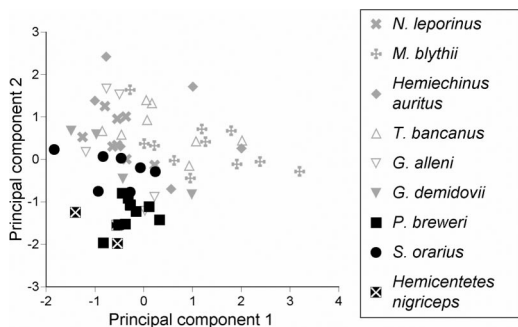 Principal component 2
3
2
1
0
-1
-2
-3
-2 -1 0 1 2 3 4
Principal component 1
N. leporinus
M. blythii
Hemiechinus
auritus
T. bancanus
G. alleni
G. demidovii
P. breweri
S. orarius
Hemicentetes
nigriceps